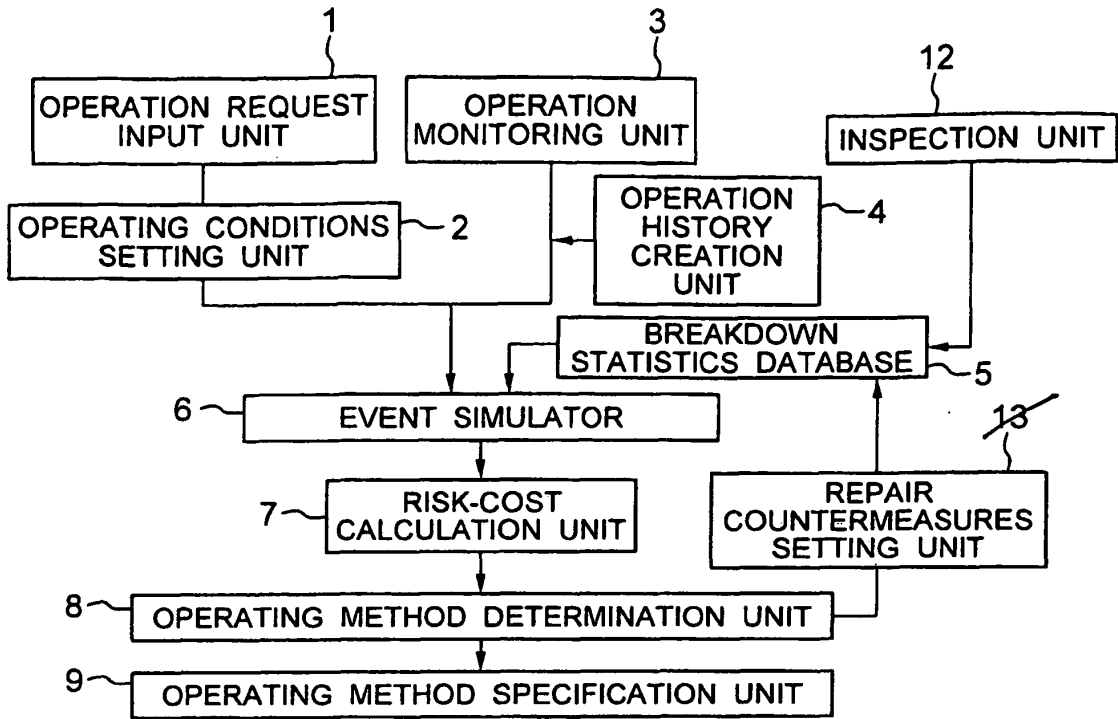 1
OPERATION REQUEST
INPUT UNIT
3
OPERATION
MONITORING UNIT
12
INSPECTION UNIT
OPERATING CONDITIONS
SETTING UNIT
2
OPERATION
HISTORY
CREATION
UNIT
4
BREAKDOWN
STATISTICS DATABASE
5
6
EVENT SIMULATOR
13
7
RISK-COST
CALCULATION UNIT
REPAIR
COUNTERMEASURES
SETTING UNIT
8
OPERATING METHOD DETERMINATION UNIT
9
OPERATING METHOD SPECIFICATION UNIT